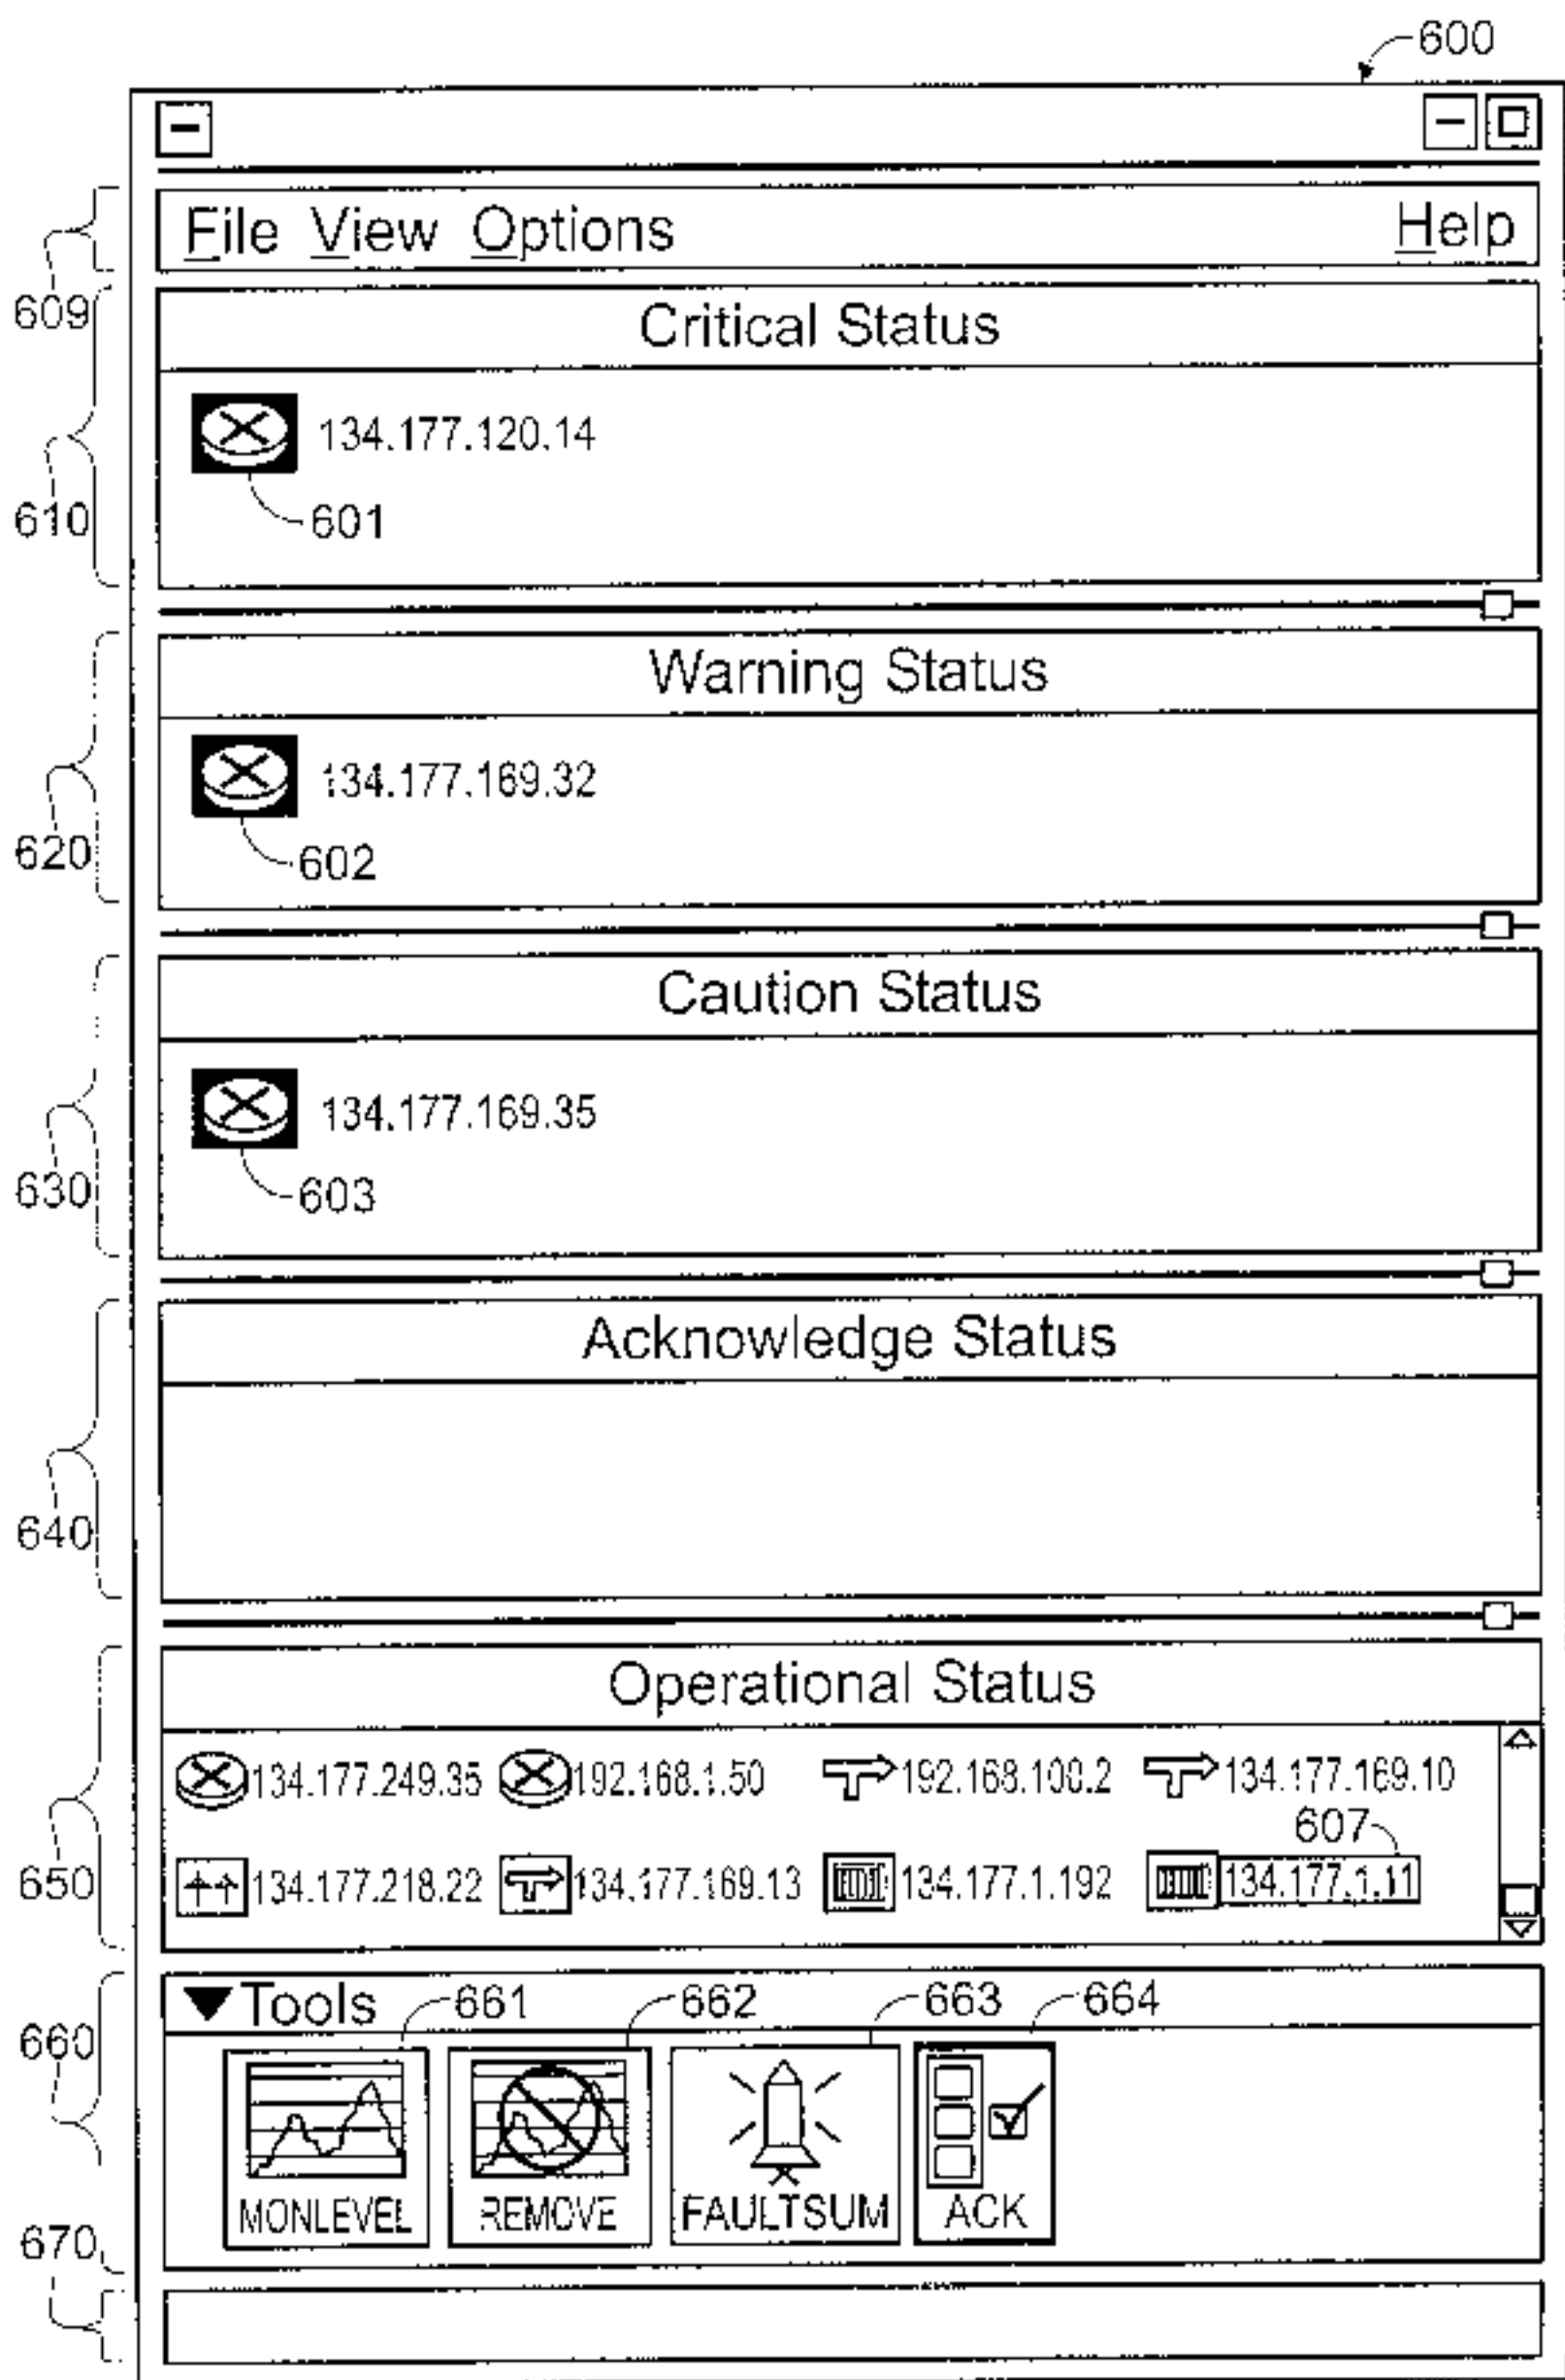 600
File View Options Help
609
Critical Status
134.177.120.14
610
601
Warning Status
134.177.169.32
620
602
Caution Status
134.177.169.35
630
603
Acknowledge Status
640
Operational Status
134.177.249.35 192.168.1.50 192.168.100.2 134.177.169.10
607
650
134.177.218.22 134.177.169.13 134.177.1.192 134.177.1.11
Tools 661 662 663 664
660
MONLEVEL REMOVE FAULTSUM ACK
670